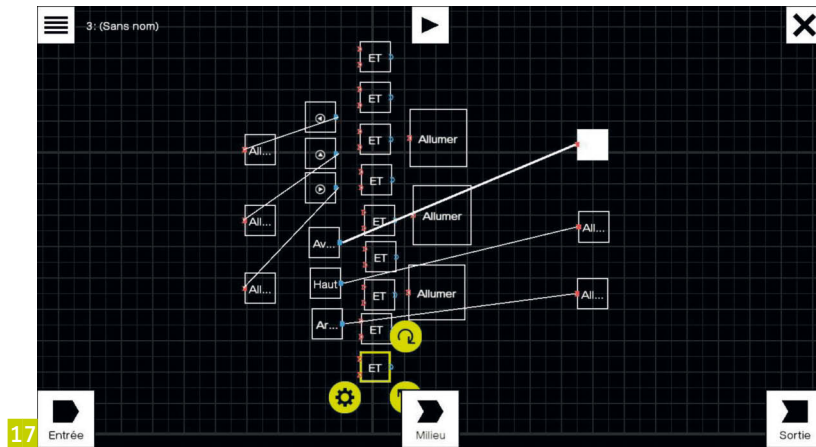 3: (Sans nom)
ET
ET
ET
Allumer
All...
ET
All...
ET
Allumer
All...
Av...
ET
Haut
ET
Allumer
All...
All...
Ar...
ET
ET
17
Entrée
Milieu
Sortie